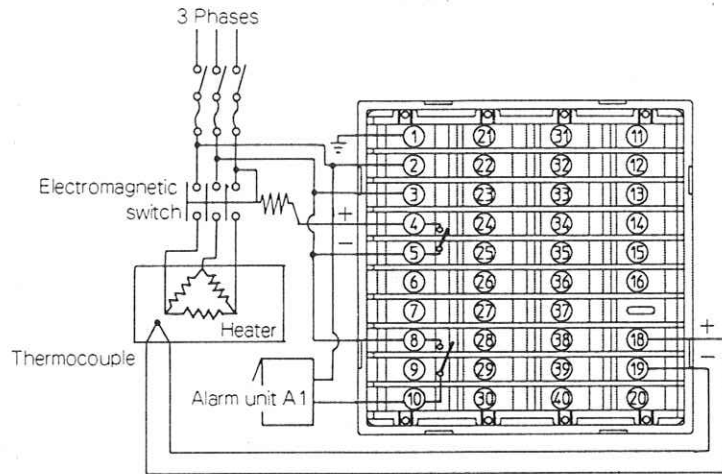 3 Phases
1 21 31 11
2 22 32 12
Electromagnetic
switch
3 23 33 13
+
4 24 34 14
−
5 25 35 15
6 26 36 16
7 27 37
Heater
+
Thermocouple
8 28 38 18
−
9 29 39 19
Alarm unit A1
10 30 40 20